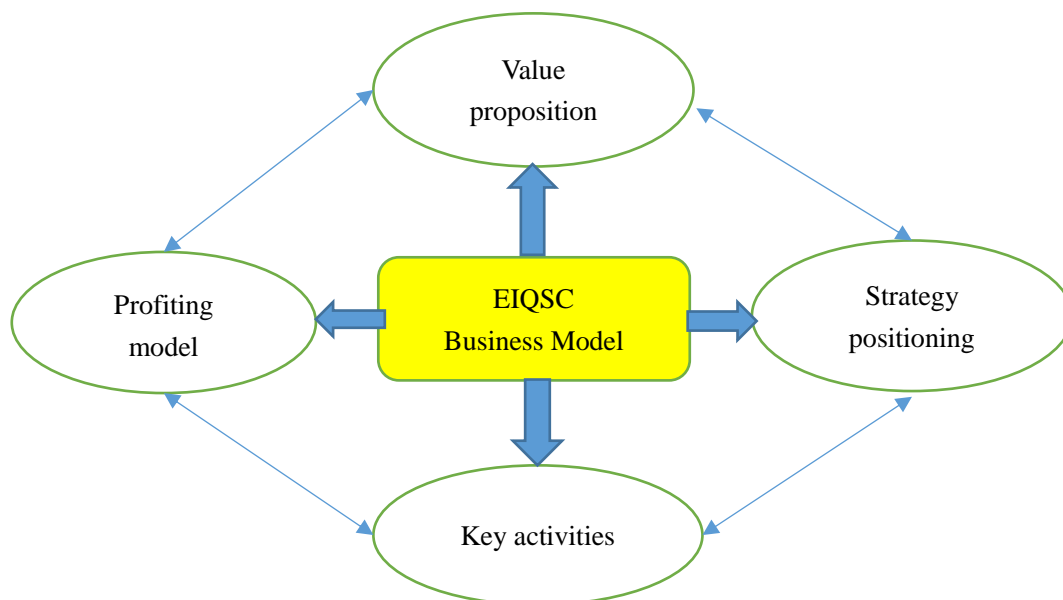 Value
proposition
Profiting
model
EIQSC
Business Model
Strategy
positioning
Key activities